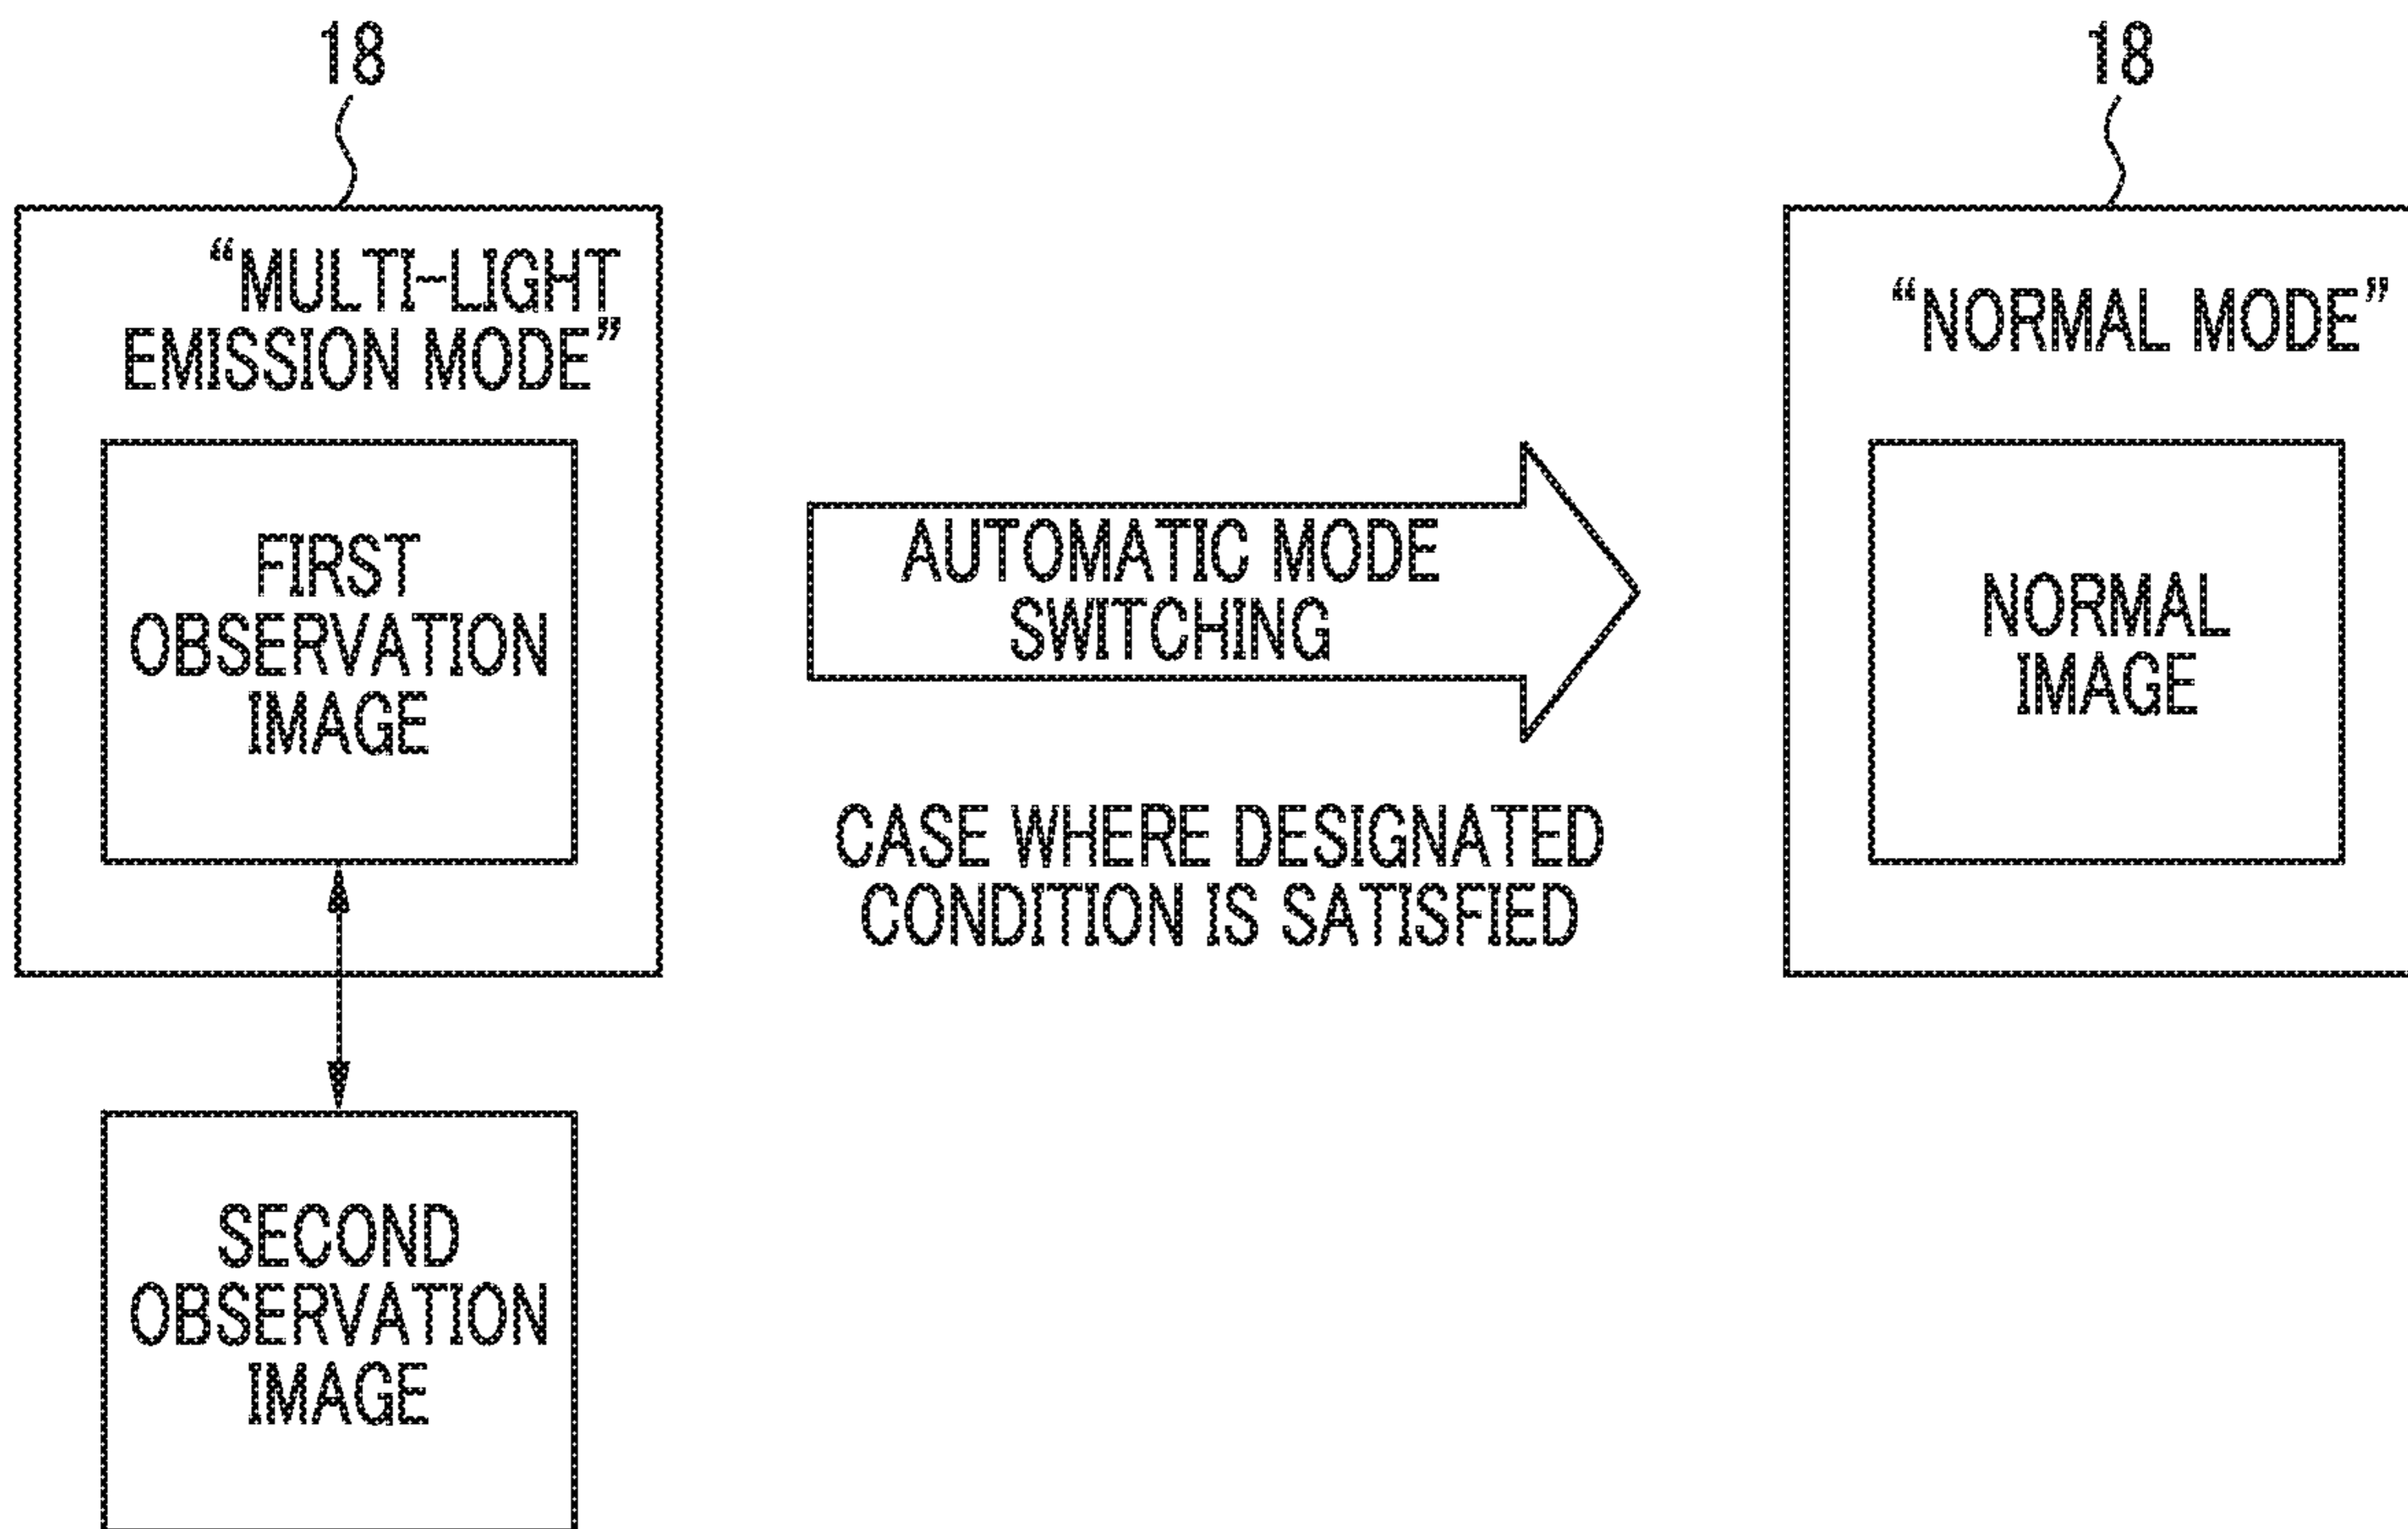 18
18
“MULTI-LIGHT
EMISSION MODE”
FIRST
OBSERVATION
IMAGE
AUTOMATIC MODE
SWITCHING
CASE WHERE DESIGNATED
CONDITION IS SATISFIED
“NORMAL MODE”
NORMAL
IMAGE
SECOND
OBSERVATION
IMAGE